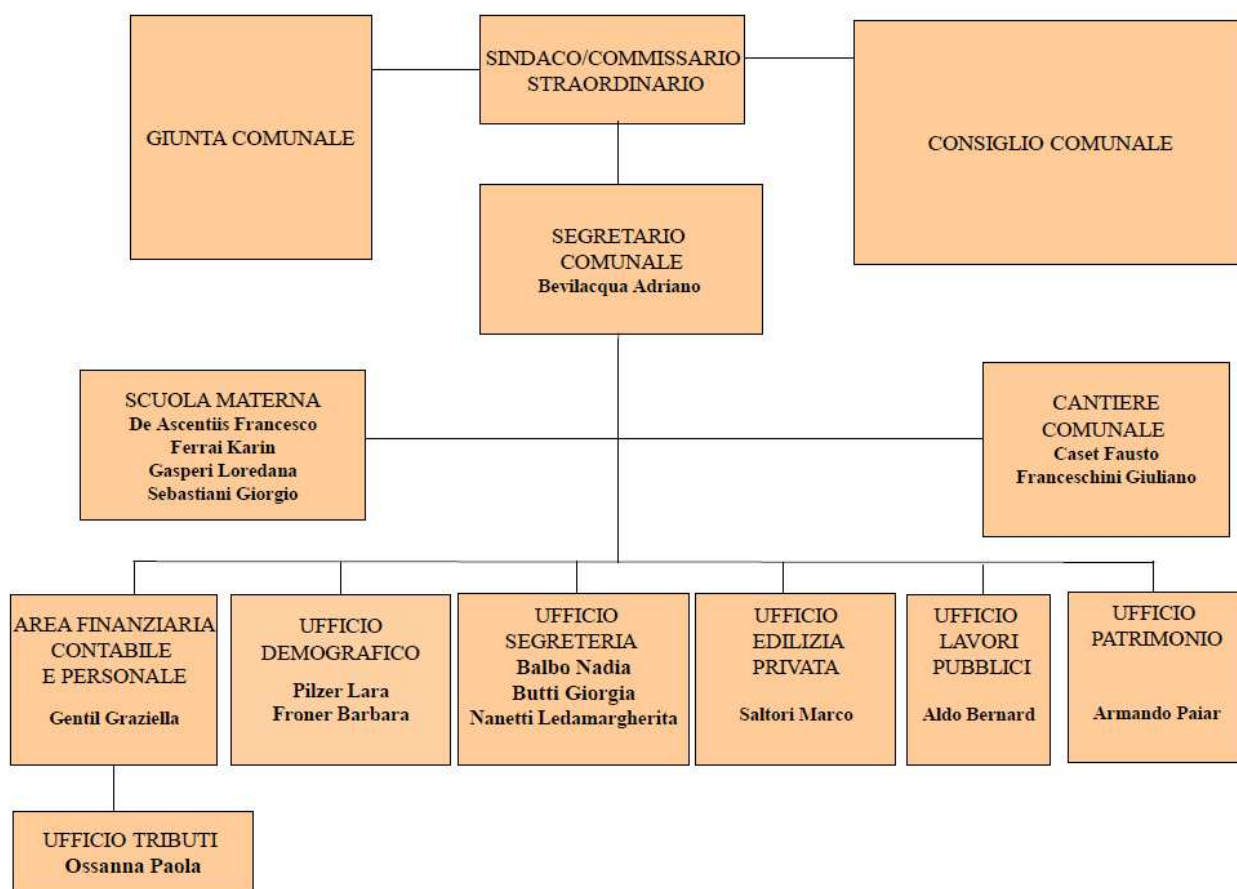 SINDACO/COMMISSARIO
STRAORDINARIO
GIUNTA COMUNALE
CONSIGLIO COMUNALE
SEGRETARIO
COMUNALE
Bevilacqua Adriano
SCUOLA MATERNA
De Ascentiis Francesco
Ferrai Karin
Gasperi Loredana
Sebastiani Giorgio
CANTIERE
COMUNALE
Caset Fausto
Franceschini Giuliano
AREA FINANZIARIA
CONTABILE
E PERSONALE
Gentil Graziella
UFFICIO
DEMOGRAFICO
Pilzer Lara
Froner Barbara
UFFICIO
SEGRETERIA
Balbo Nadia
Butti Giorgia
Nanetti Ledamargherita
UFFICIO
EDILIZIA
PRIVATA
Saltori Marco
UFFICIO
LAVORI
PUBBLICI
Aldo Bernard
UFFICIO
PATRIMONIO
Armando Paiar
UFFICIO TRIBUTI
Ossanna Paola